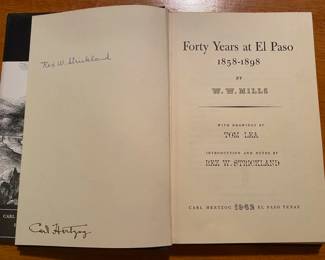 Rex W. Strickland
Carl Hertzog
CARL
Forty Years at El Paso
1858-1898
BY
W. W. MILLS
WITH DRAWINGS BY
TOM LEA
INTRODUCTION AND NOTES BY
REX W. STRICKLAND
CARL HERTZOG 1962 EL PASO TEXAS